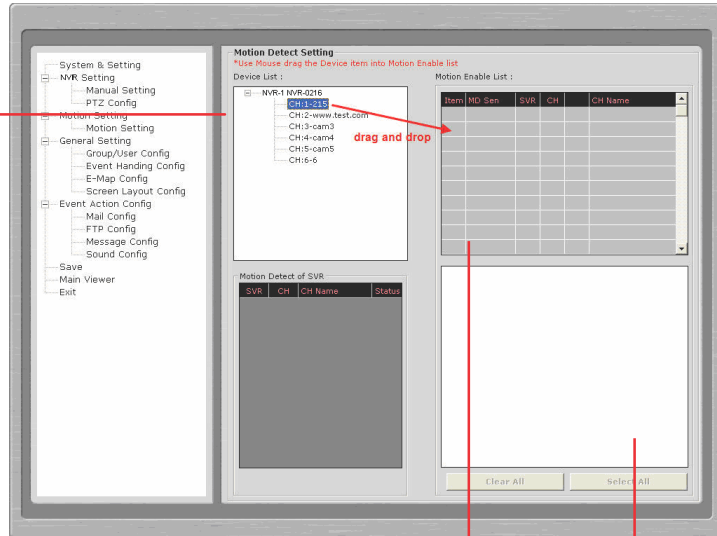 System & Setting
NVR Setting
Manual Setting
PTZ Config
Motion Setting
Motion Setting
General Setting
Group/User Config
Event Handing Config
E-Map Config
Screen Layout Config
Event Action Config
Mail Config
FTP Config
Message Config
Sound Config
Save
Main Viewer
Exit
Motion Detect Setting
*Use Mouse drag the Device item into Motion Enable list
Device List :
NVR-1 NVR-0216
CH:1-215
CH:2-www.test.com
CH:3-cam3
CH:4-cam4
CH:5-cam5
CH:6-6
drag and drop
Motion Enable List :
Item MD Sen SVR CH CH Name
Motion Detect of SVR
SVR CH CH Name Status
Clear All
Select All